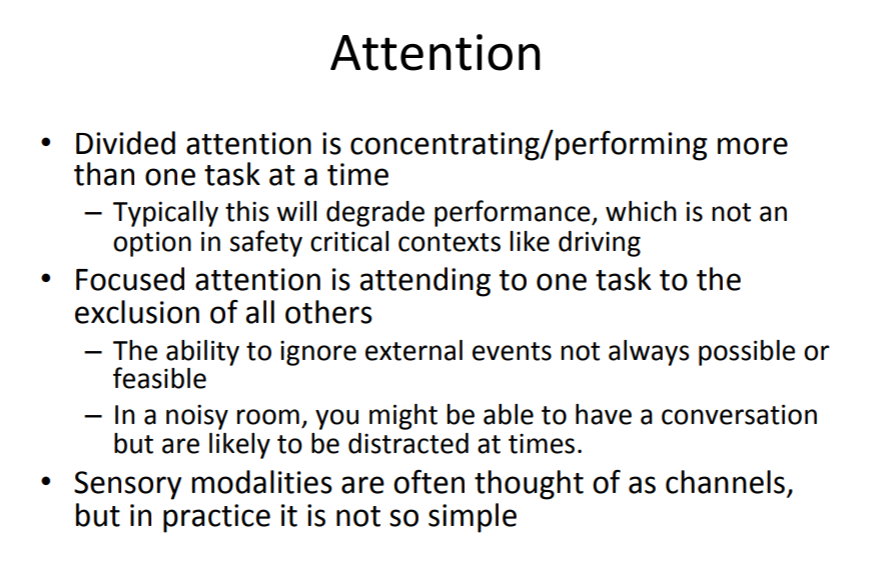 Attention
• Divided attention is concentrating/performing more
than one task at a time
– Typically this will degrade performance, which is not an
option in safety critical contexts like driving
• Focused attention is attending to one task to the
exclusion of all others
– The ability to ignore external events not always possible or
feasible
– In a noisy room, you might be able to have a conversation
but are likely to be distracted at times.
• Sensory modalities are often thought of as channels,
but in practice it is not so simple